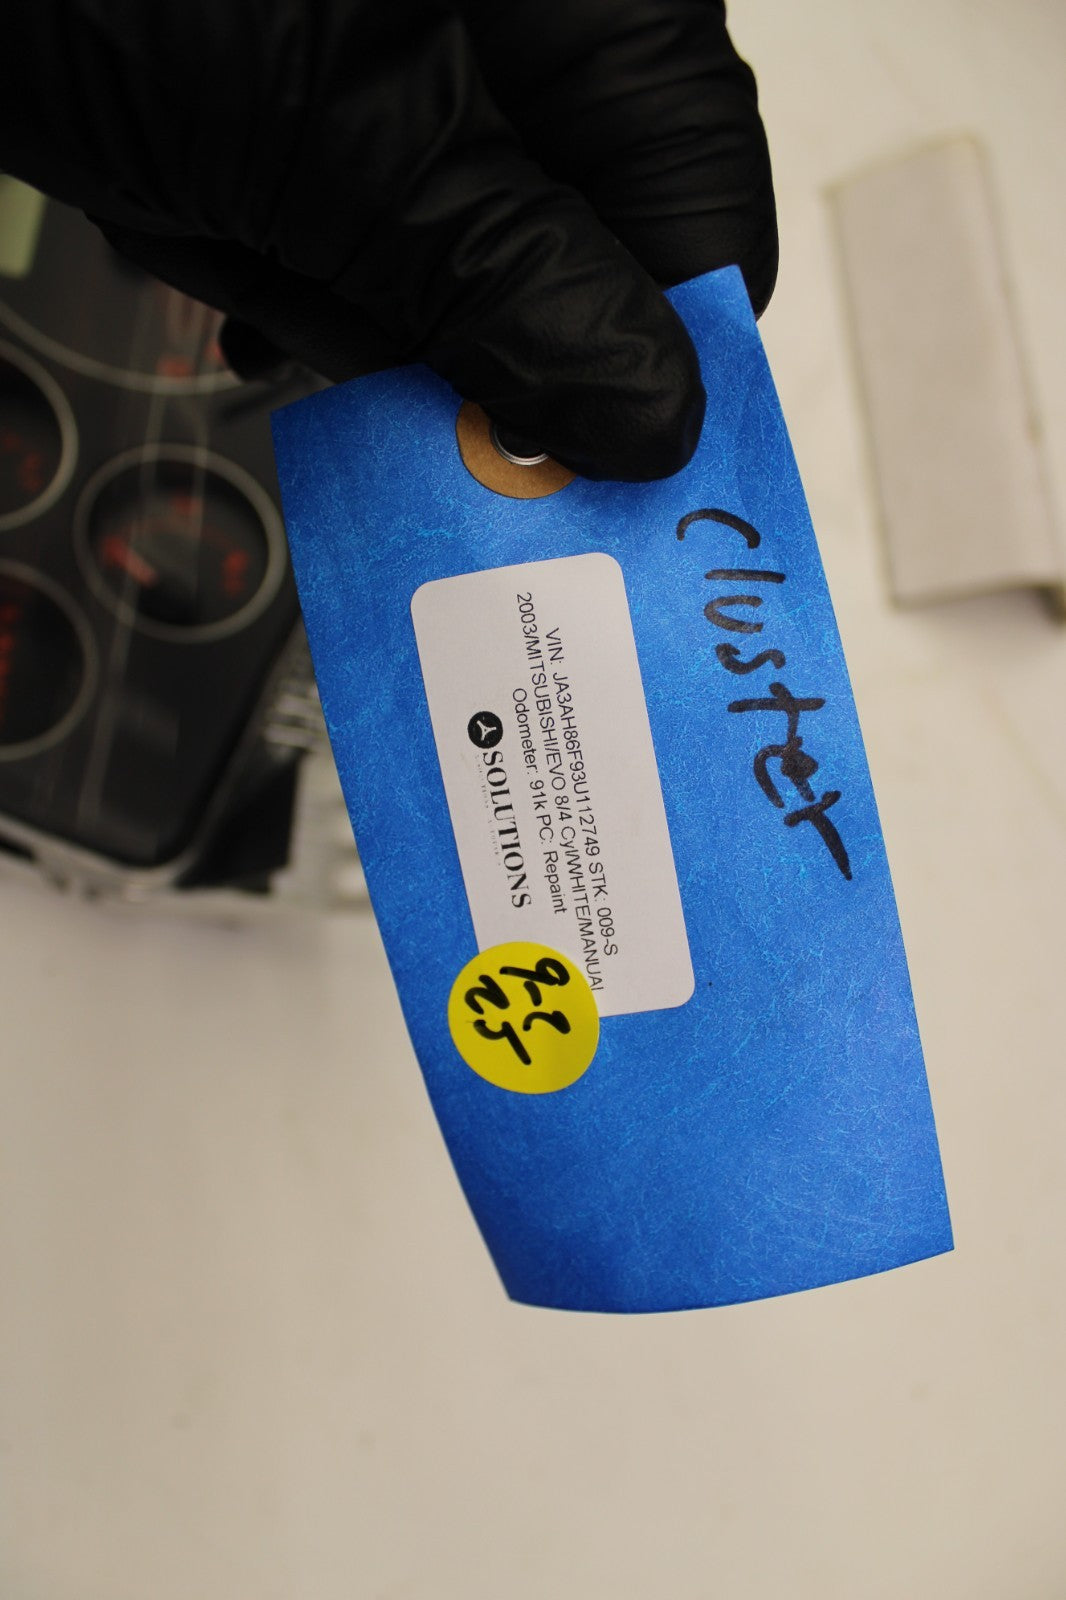 cluster
VIN: JA3AH86F93U112749 STK: 009-S
2003/MITSUBISHI/EVO 8/4 Cyl/WHITE/MANUAL
Odometer: 91k PC: Repaint
SOLUTIONS
9-2
25